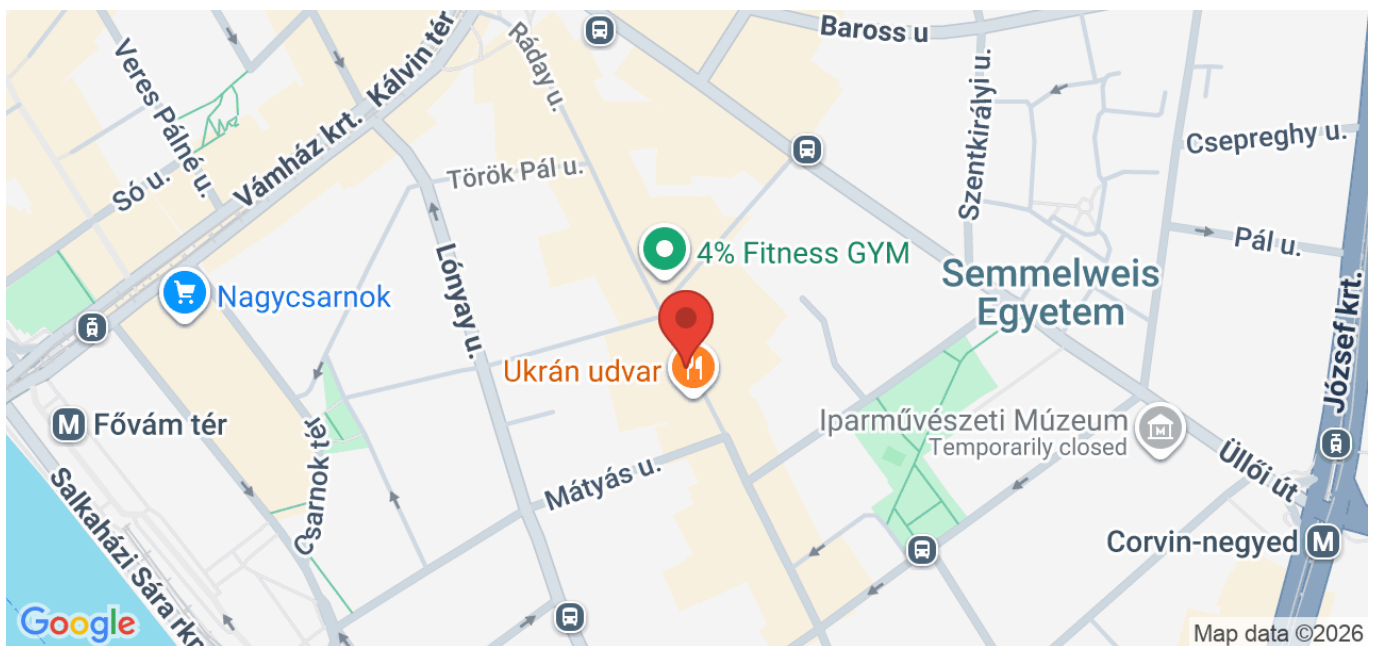 Baross u
Kálvin tér
Ráday u.
Veres Pálné u.
Szentkirályi u.
Csepreghy u.
Vámház krt.
Török Pál u.
Só u.
Pál u.
4% Fitness GYM
Lónyay u.
Semmelweis
Egyetem
Nagycsarnok
József krt.
Ukrán udvar
Fővám tér
Iparművészeti Múzeum
Temporarily closed
Csarnok tér
Mátyás u.
Üllői út
Salkaházi Sára rkp
Corvin-negyed
Google
Map data ©2026